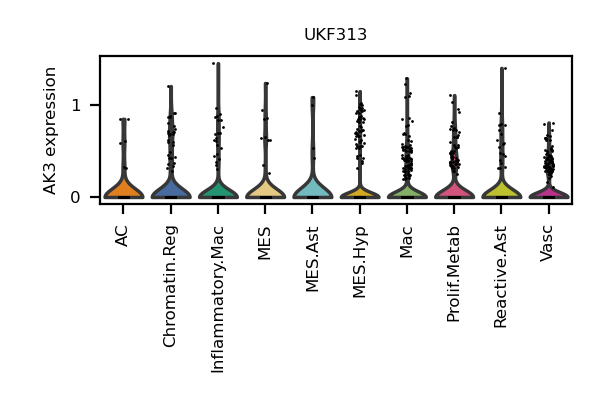 UKF313
AK3 expression
1
0
AC
Chromatin.Reg
Inflammatory.Mac
MES
MES.Ast
MES.Hyp
Mac
Prolif.Metab
Reactive.Ast
Vasc